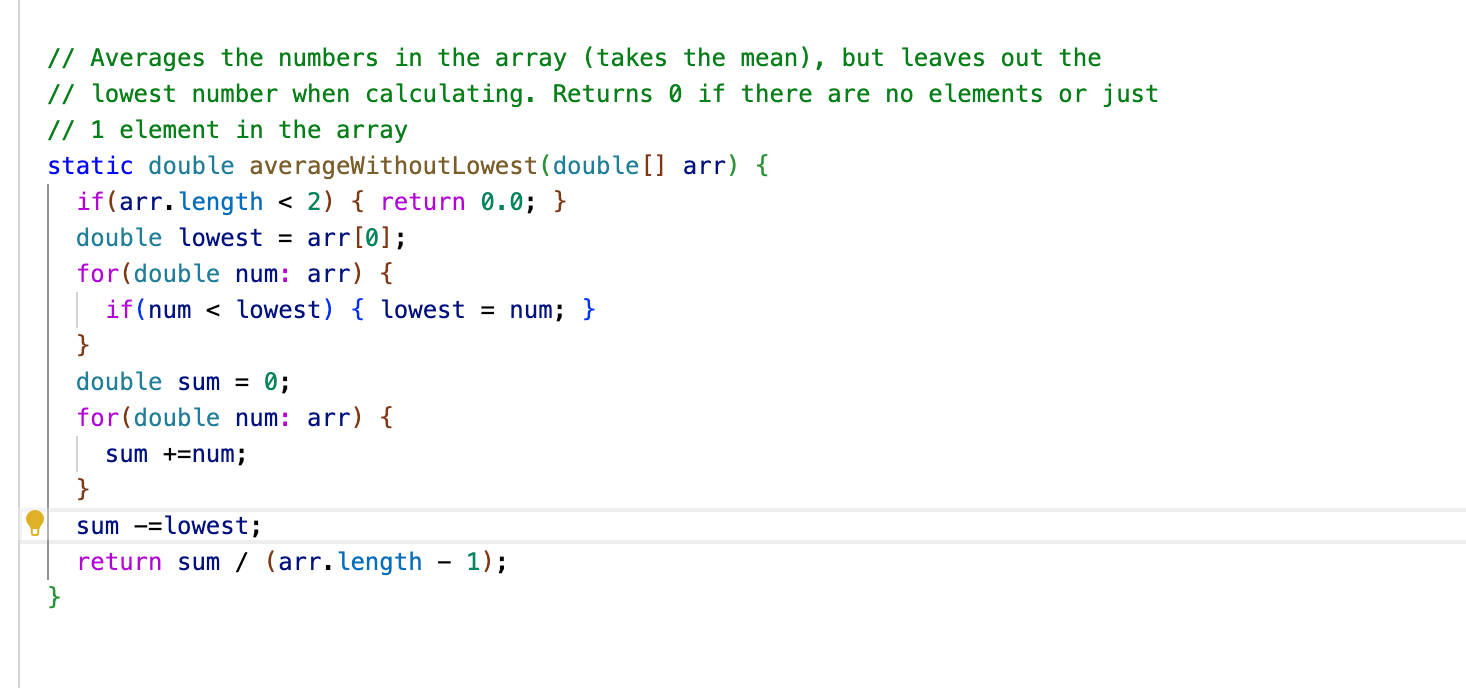 // Averages the numbers in the array (takes the mean), but leaves out the
// lowest number when calculating. Returns 0 if there are no elements or just
// 1 element in the array
static double averageWithoutLowest(double[] arr) {
  if(arr.length < 2) { return 0.0; }
  double lowest = arr[0];
  for(double num: arr) {
    if(num < lowest) { lowest = num; }
  }
  double sum = 0;
  for(double num: arr) {
    sum +=num;
  }
  sum -=lowest;
  return sum / (arr.length - 1);
}